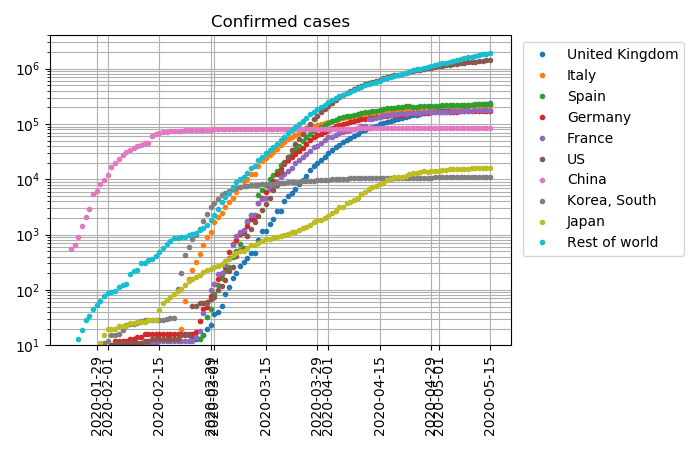 Confirmed cases
10^6
10^5
10^4
10^3
10^2
10^1
2020-01-29
2020-02-01
2020-02-15
2020-02-29
2020-03-01
2020-03-15
2020-03-29
2020-04-01
2020-04-15
2020-04-29
2020-05-01
2020-05-15
United Kingdom
Italy
Spain
Germany
France
US
China
Korea, South
Japan
Rest of world